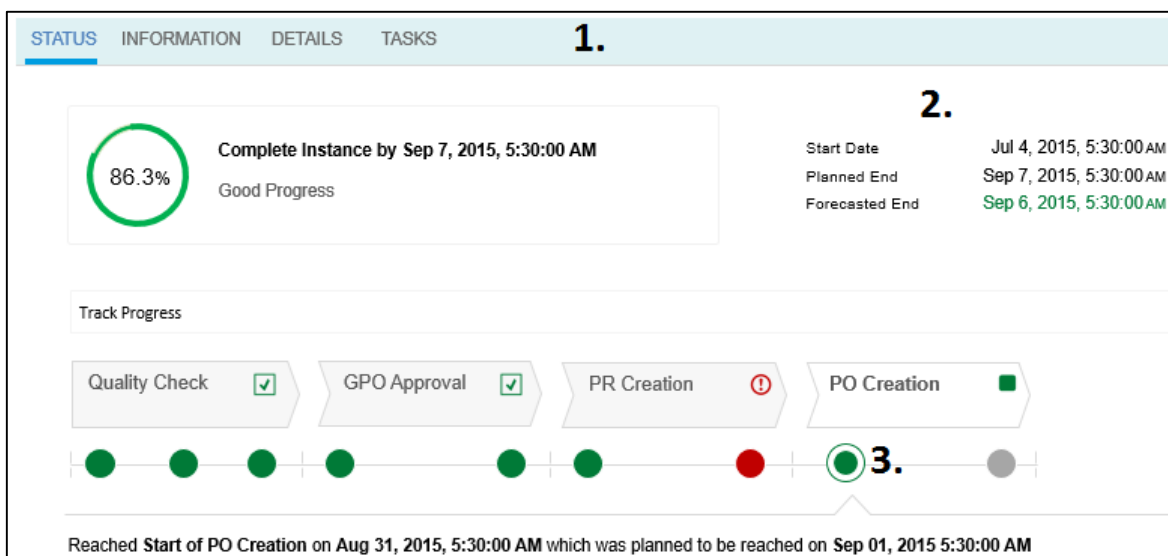 STATUS INFORMATION DETAILS TASKS 1.
2.
86.3%
Complete Instance by Sep 7, 2015, 5:30:00 AM
Good Progress
Start Date Jul 4, 2015, 5:30:00 AM
Planned End Sep 7, 2015, 5:30:00 AM
Forecasted End Sep 6, 2015, 5:30:00 AM
Track Progress
Quality Check GPO Approval PR Creation PO Creation
3.
Reached Start of PO Creation on Aug 31, 2015, 5:30:00 AM which was planned to be reached on Sep 01, 2015 5:30:00 AM